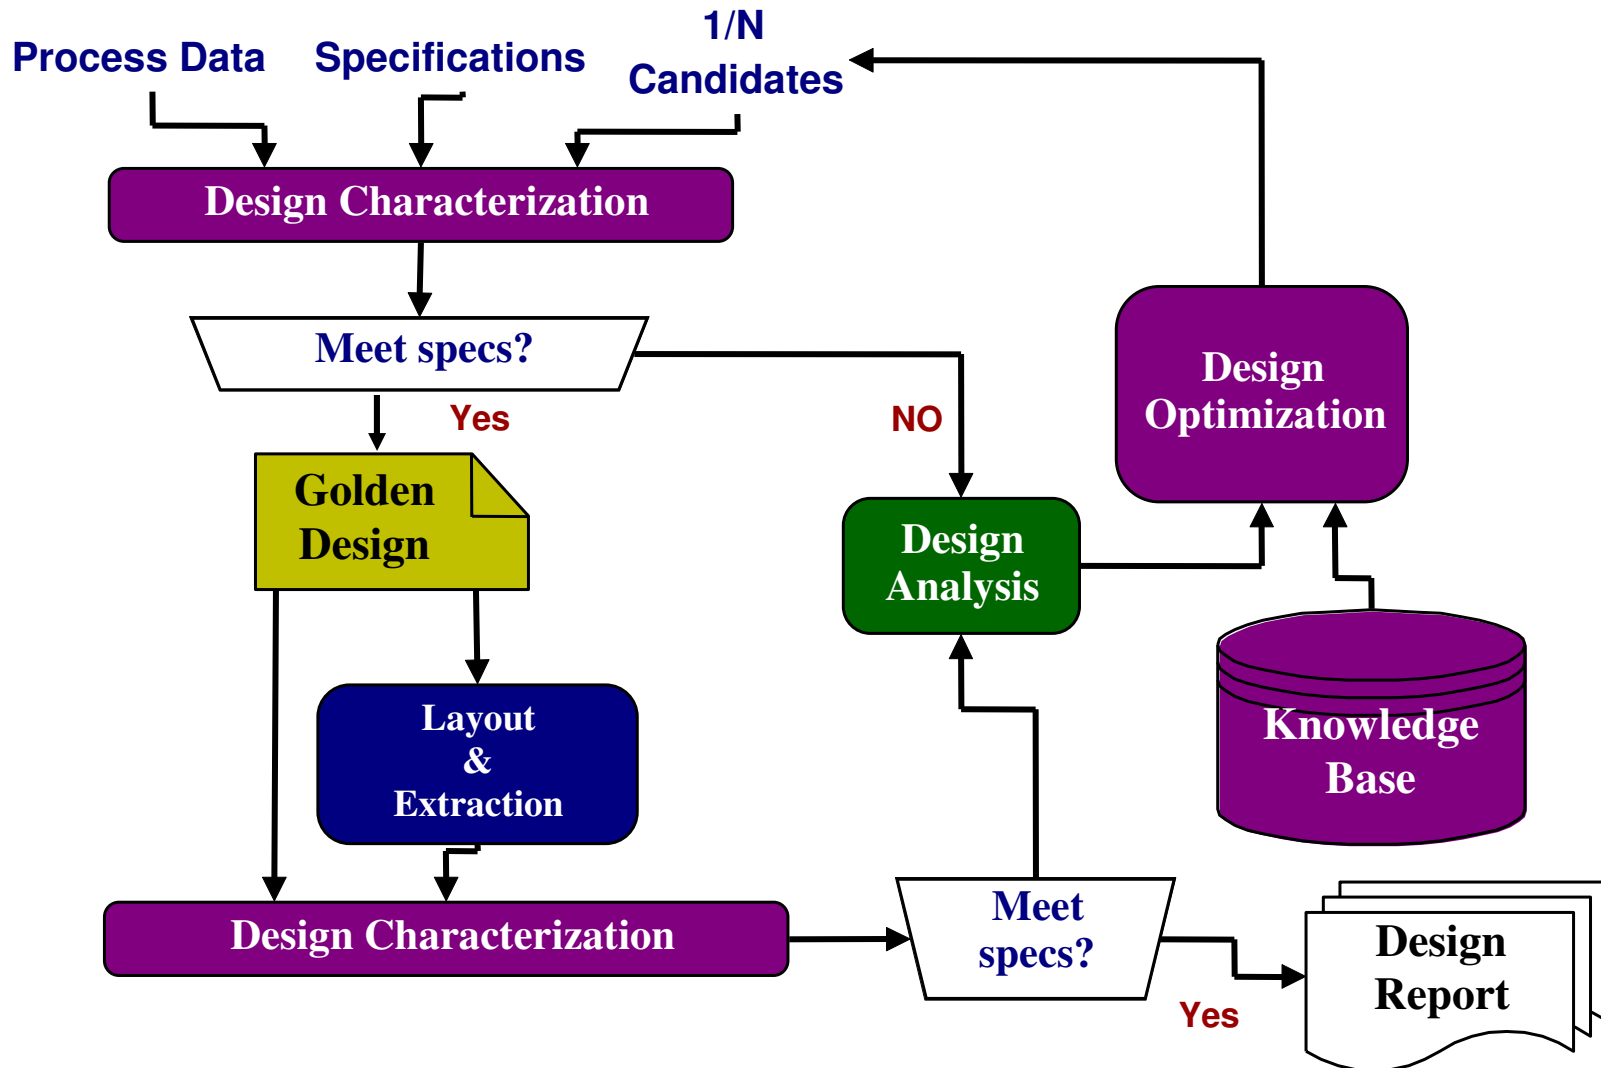 1/N
Process Data Specifications
Candidates
Design Characterization
Meet specs?
Yes
NO
Design
Optimization
Golden
Design
Design
Analysis
Layout
&
Extraction
Knowledge
Base
Design Characterization
Meet
specs?
Yes
Design
Report